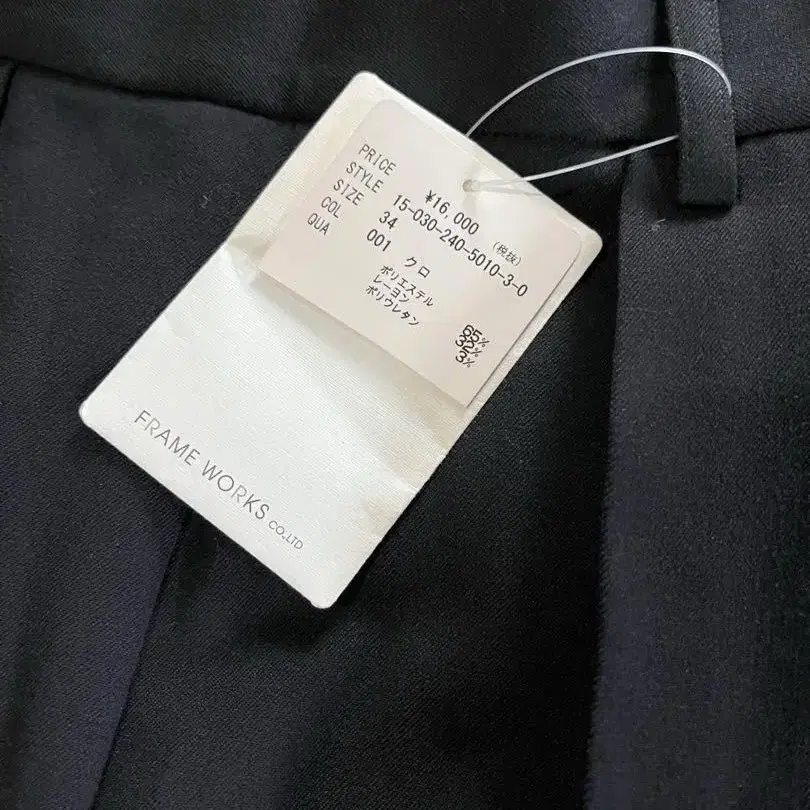 PRICE ¥16,000 (税抜)
STYLE 15-030-240-5010-3-0
SIZE 34
COL 001 クロ
QUA ポリエステル 65%
レーヨン 32%
ポリウレタン 3%
FRAME WORKS CO.,LTD